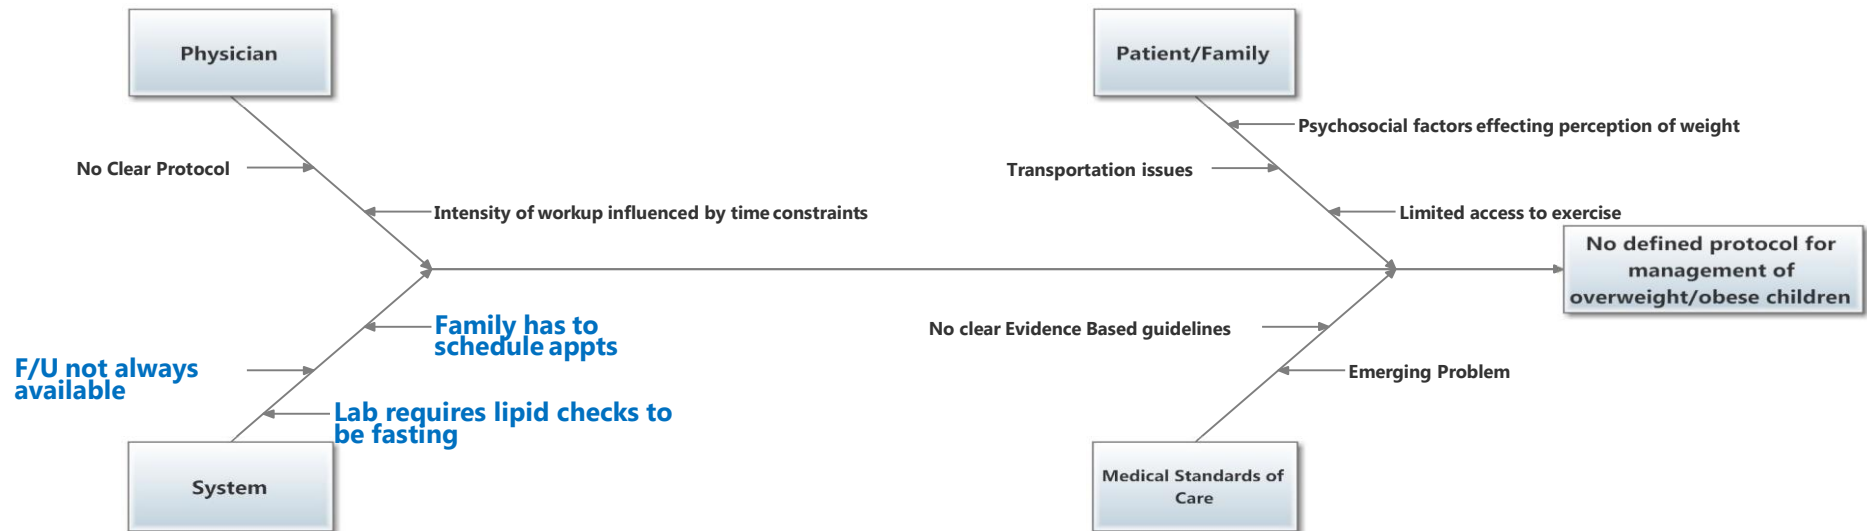 Physician
Patient/Family
Psychosocial factors effecting perception of weight
No Clear Protocol
Transportation issues
Intensity of workup influenced by time constraints
Limited access to exercise
No defined protocol for
management of
overweight/obese children
Family has to
schedule appts
No clear Evidence Based guidelines
F/U not always
available
Emerging Problem
Lab requires lipid checks to
be fasting
System
Medical Standards of
Care